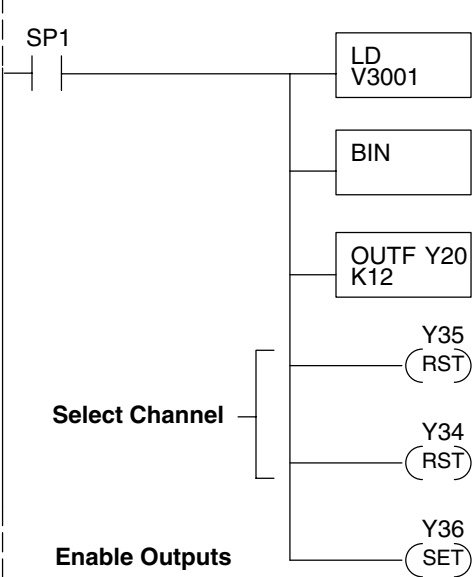 SP1
LD
V3001
BIN
OUTF Y20
K12
Y35
RST
Select Channel
Y34
RST
Y36
Enable Outputs
SET